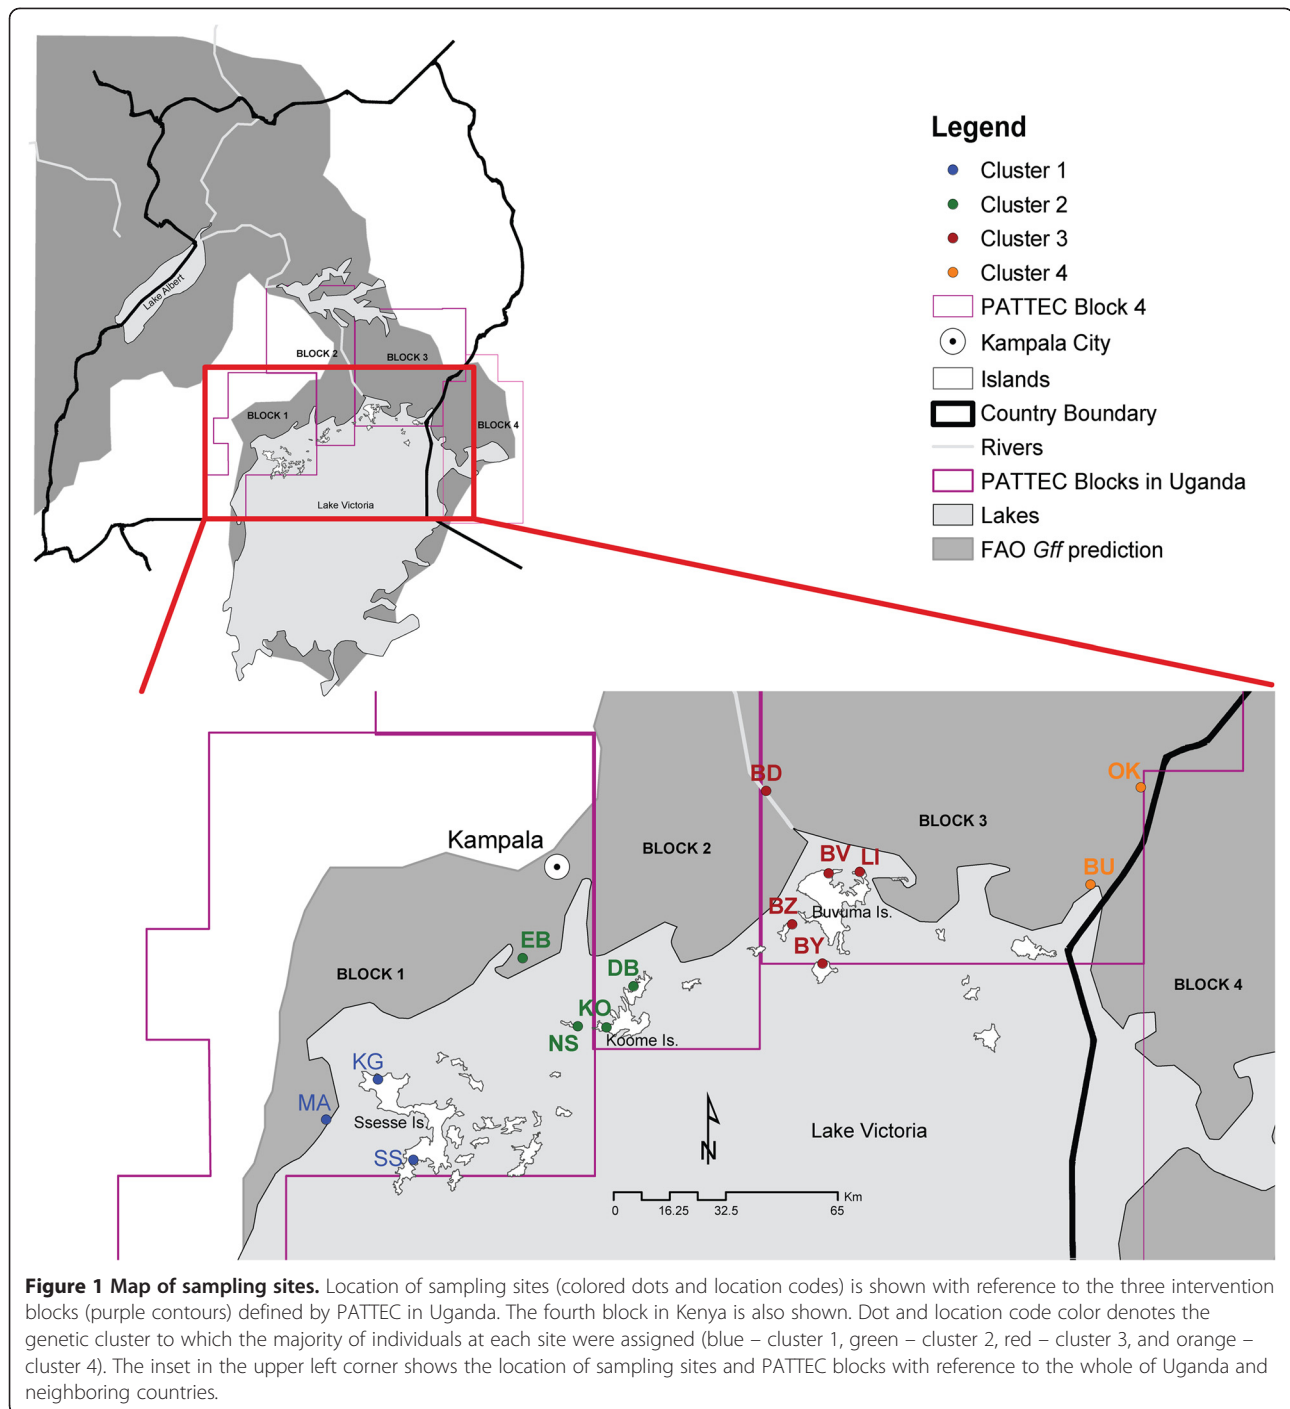 Legend
Cluster 1
Cluster 2
Cluster 3
Cluster 4
PATTEC Block 4
Kampala City
Islands
Country Boundary
Rivers
PATTEC Blocks in Uganda
Lakes
FAO Gff prediction
Lake Albert
BLOCK 2
BLOCK 3
BLOCK 1
BLOCK 4
Lake Victoria
BD
OK
Kampala
BLOCK 2
BLOCK 3
BV
LI
BU
BZ
Buvuma Is.
EB
BY
BLOCK 1
DB
BLOCK 4
KO
NS
Koome Is.
KG
MA
Ssesse Is.
Lake Victoria
N
SS
Km
0 16.25 32.5 65
Figure 1 Map of sampling sites. Location of sampling sites (colored dots and location codes) is shown with reference to the three intervention
blocks (purple contours) defined by PATTEC in Uganda. The fourth block in Kenya is also shown. Dot and location code color denotes the
genetic cluster to which the majority of individuals at each site were assigned (blue – cluster 1, green – cluster 2, red – cluster 3, and orange –
cluster 4). The inset in the upper left corner shows the location of sampling sites and PATTEC blocks with reference to the whole of Uganda and
neighboring countries.